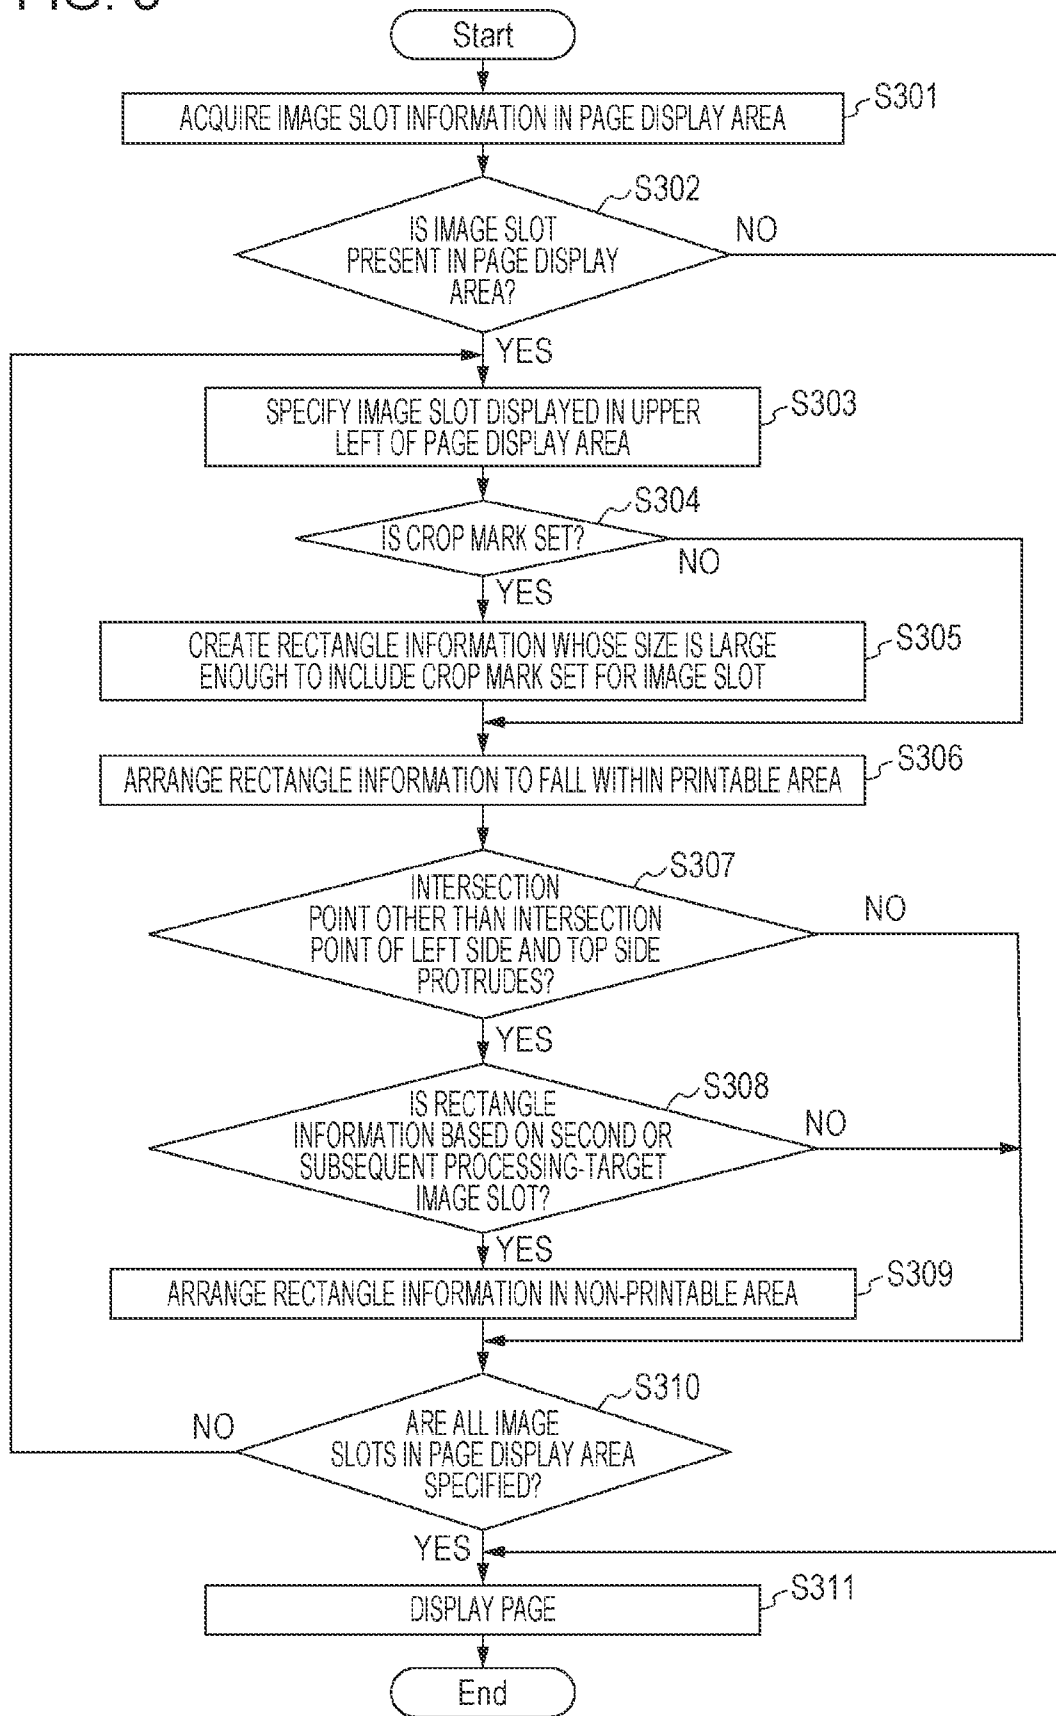 Start
ACQUIRE IMAGE SLOT INFORMATION IN PAGE DISPLAY AREA
S301
S302
IS IMAGE SLOT
PRESENT IN PAGE DISPLAY
AREA?
NO
YES
SPECIFY IMAGE SLOT DISPLAYED IN UPPER
LEFT OF PAGE DISPLAY AREA
S303
S304
IS CROP MARK SET?
NO
YES
CREATE RECTANGLE INFORMATION WHOSE SIZE IS LARGE
ENOUGH TO INCLUDE CROP MARK SET FOR IMAGE SLOT
S305
ARRANGE RECTANGLE INFORMATION TO FALL WITHIN PRINTABLE AREA
S306
S307
INTERSECTION
POINT OTHER THAN INTERSECTION
POINT OF LEFT SIDE AND TOP SIDE
PROTRUDES?
NO
YES
S308
IS RECTANGLE
INFORMATION BASED ON SECOND OR
SUBSEQUENT PROCESSING-TARGET
IMAGE SLOT?
NO
YES
ARRANGE RECTANGLE INFORMATION IN NON-PRINTABLE AREA
S309
S310
ARE ALL IMAGE
SLOTS IN PAGE DISPLAY AREA
SPECIFIED?
NO
YES
DISPLAY PAGE
S311
End